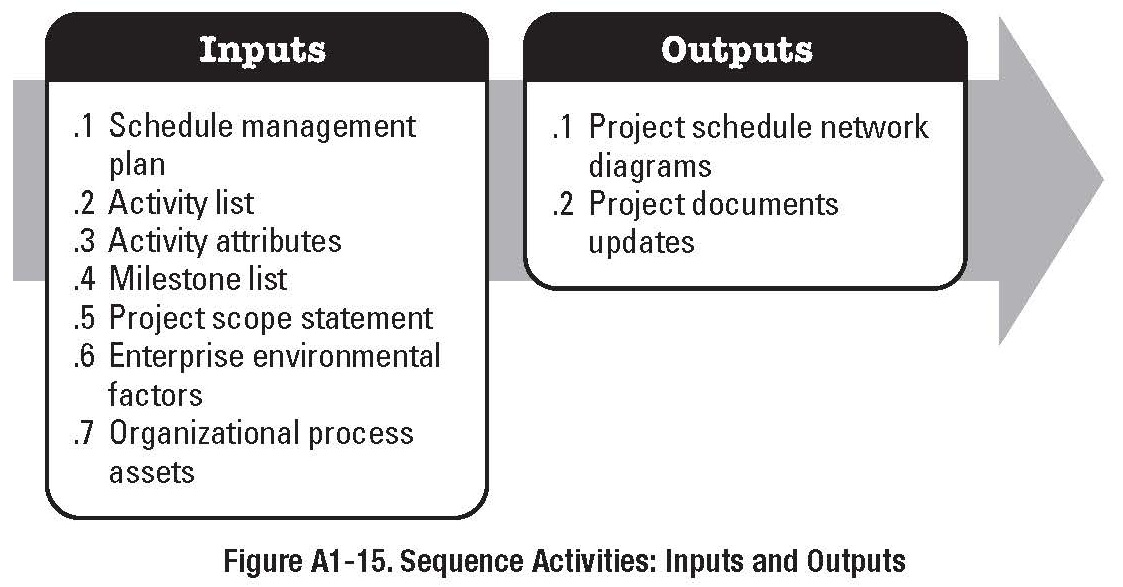 Inputs
.1 Schedule management
plan
.2 Activity list
.3 Activity attributes
.4 Milestone list
.5 Project scope statement
.6 Enterprise environmental
factors
.7 Organizational process
assets
Outputs
.1 Project schedule network
diagrams
.2 Project documents
updates
Figure A1-15. Sequence Activities: Inputs and Outputs